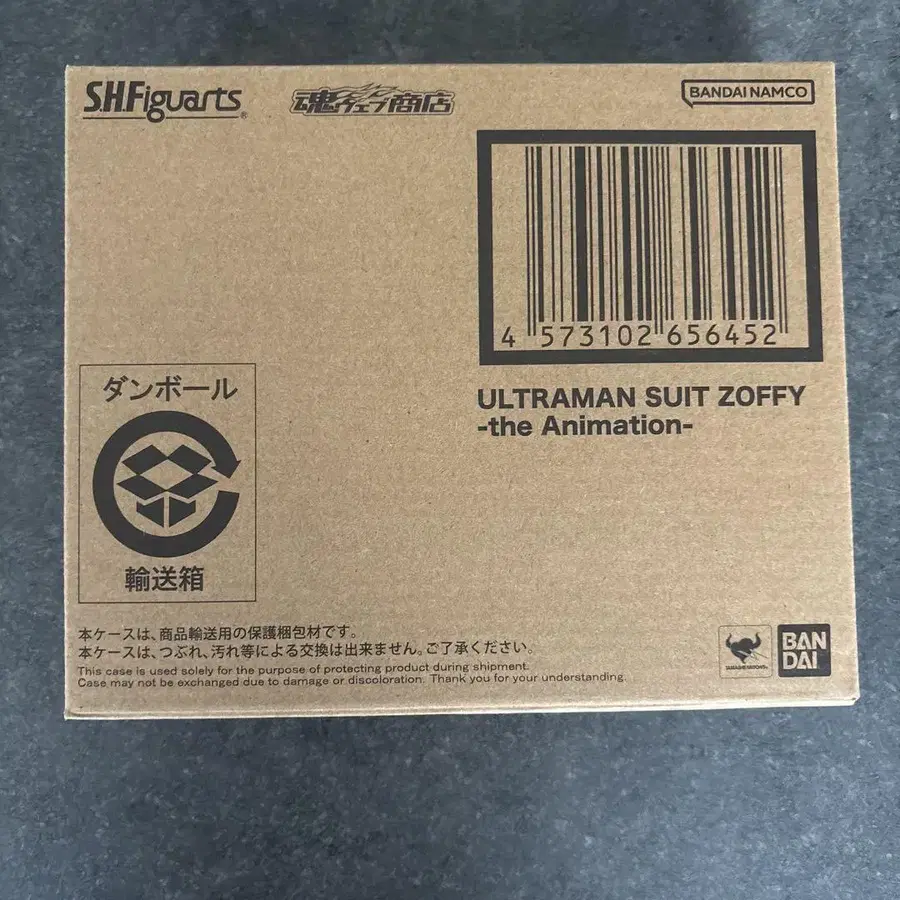 S.H.Figuarts
魂ウェブ商店
BANDAI NAMCO
4 573102 656452
ULTRAMAN SUIT ZOFFY
-the Animation-
ダンボール
輸送箱
本ケースは、商品輸送用の保護梱包材です。
本ケースは、つぶれ、汚れ等による交換は出来ません。ご了承ください。
This case is used solely for the purpose of protecting product during shipment.
Case may not be exchanged due to damage or discoloration. Thank you for your understanding.
TAMASHII NATIONS
BAN
DAI